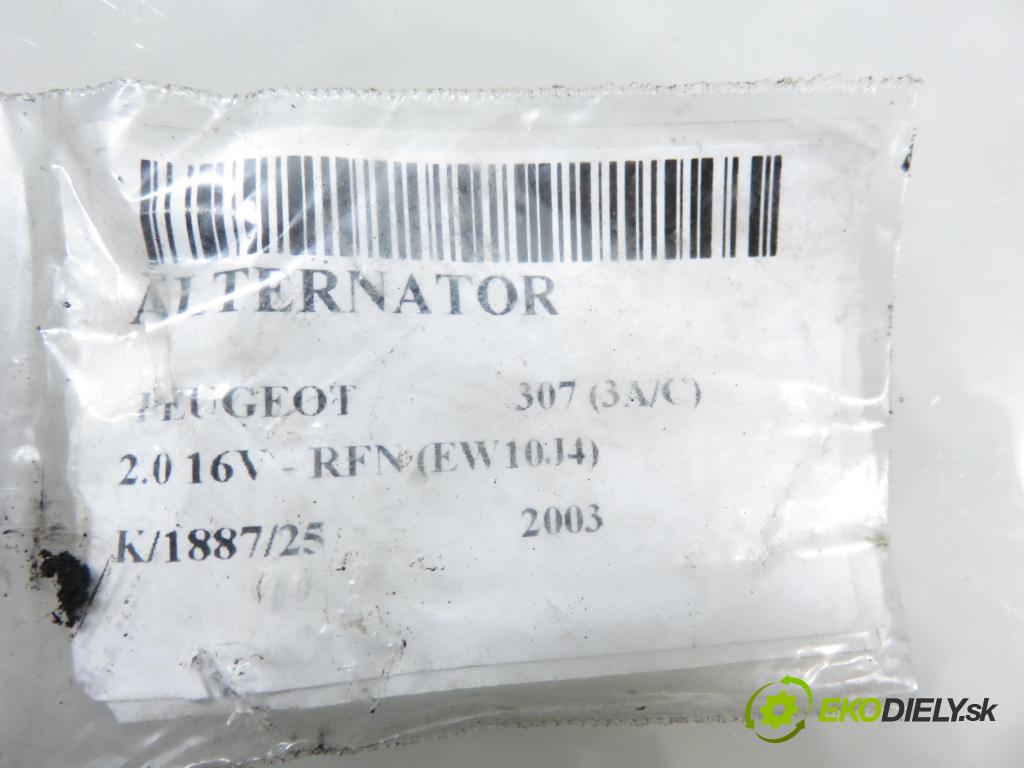 ALTERNATOR
PEUGEOT 307 (3A/C)
2.0 16V - RFN (EW10J4)
K/1887/25 2003
EKODIELY.sk